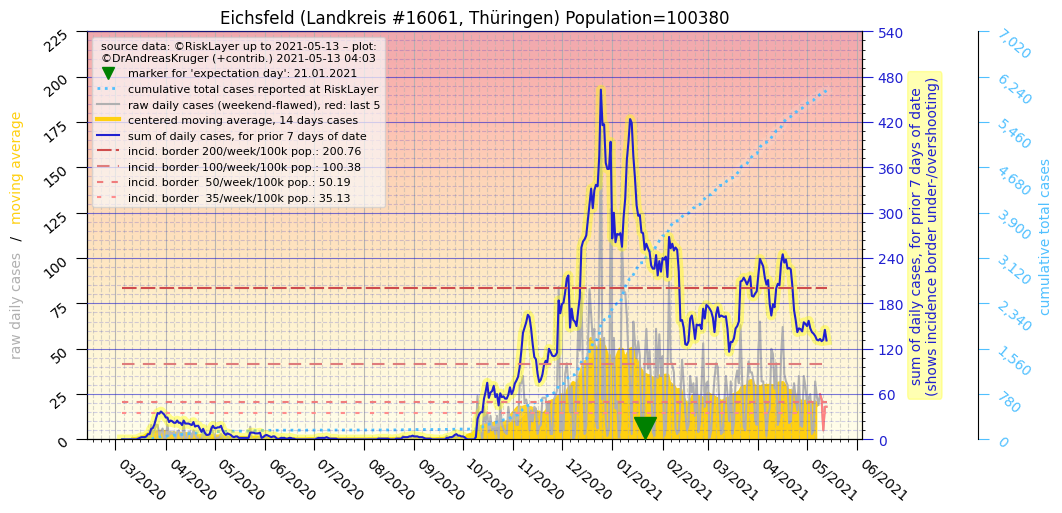 Eichsfeld (Landkreis #16061, Thüringen) Population=100380
source data: ©RiskLayer up to 2021-05-13 – plot:
©DrAndreasKruger (+contrib.) 2021-05-13 04:03
marker for 'expectation day': 21.01.2021
cumulative total cases reported at RiskLayer
raw daily cases (weekend-flawed), red: last 5
centered moving average, 14 days cases
sum of daily cases, for prior 7 days of date
incid. border 200/week/100k pop.: 200.76
incid. border 100/week/100k pop.: 100.38
incid. border  50/week/100k pop.: 50.19
incid. border  35/week/100k pop.: 35.13
raw daily cases / moving average
225
200
175
150
125
100
75
50
25
0
03/2020
04/2020
05/2020
06/2020
07/2020
08/2020
09/2020
10/2020
11/2020
12/2020
01/2021
02/2021
03/2021
04/2021
05/2021
06/2021
540
480
420
360
300
240
180
120
60
0
sum of daily cases, for prior 7 days of date
(shows incidence border under-/overshooting)
7,020
6,240
5,460
4,680
3,900
3,120
2,340
1,560
780
0
cumulative total cases